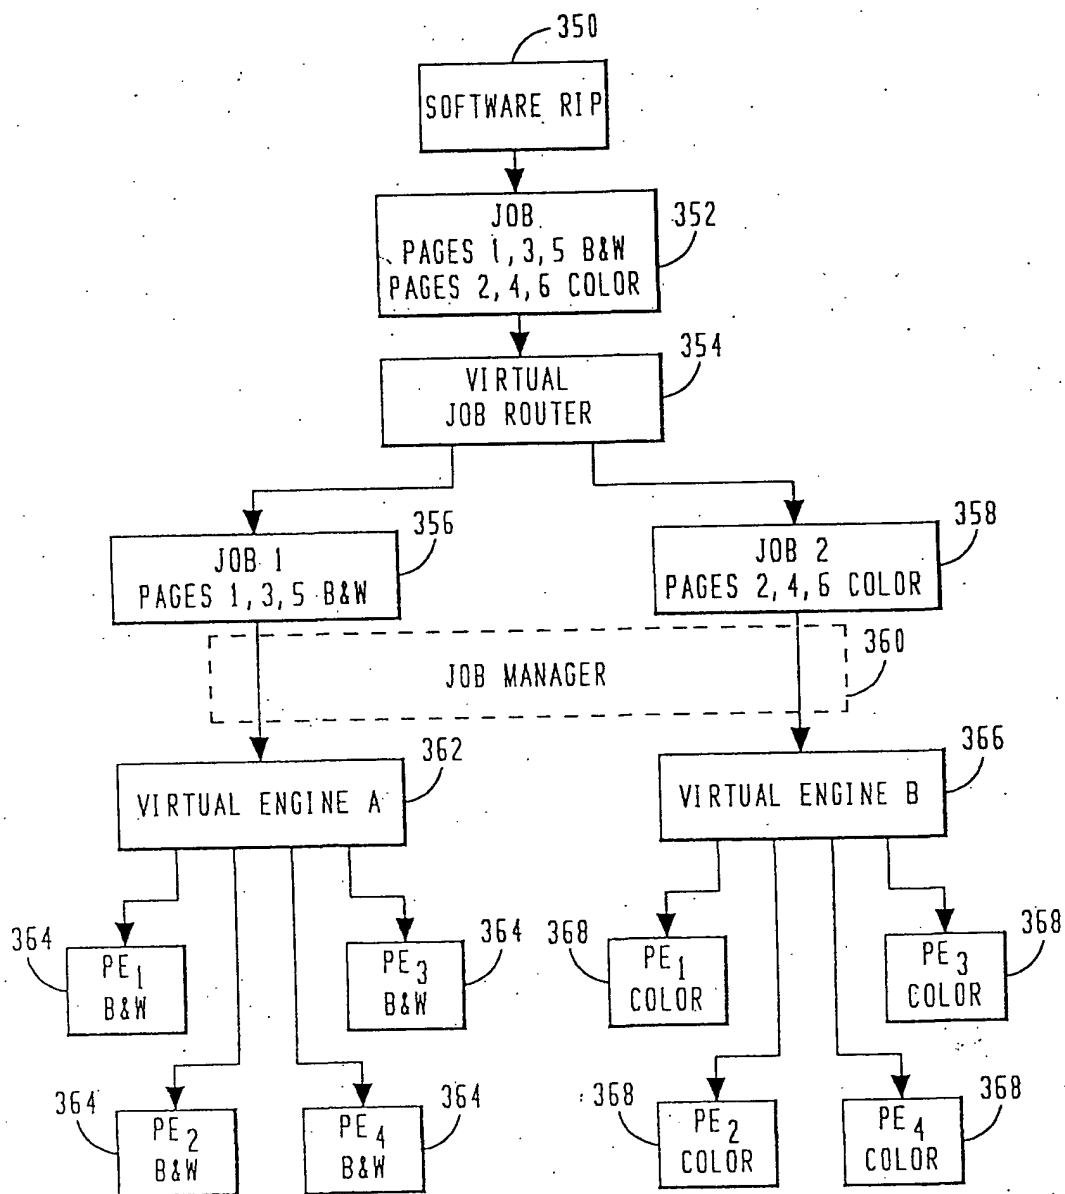 350
SOFTWARE RIP
JOB
PAGES 1,3,5 B&W
PAGES 2,4,6 COLOR
352
VIRTUAL
JOB ROUTER
354
JOB 1
PAGES 1,3,5 B&W
356
JOB 2
PAGES 2,4,6 COLOR
358
JOB MANAGER
360
VIRTUAL ENGINE A
362
VIRTUAL ENGINE B
366
364
PE1
B&W
PE3
B&W
364
368
PE1
COLOR
PE3
COLOR
368
364
PE2
B&W
PE4
B&W
364
368
PE2
COLOR
PE4
COLOR
368